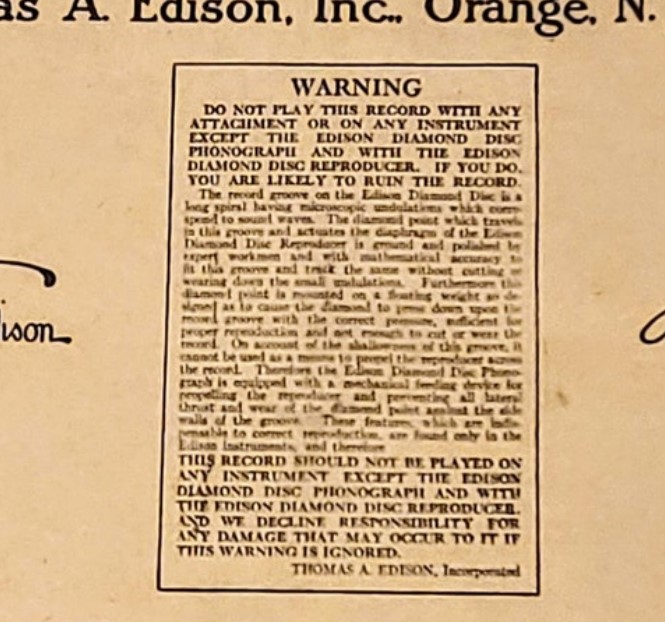 as A. Edison, Inc., Orange, N.
WARNING
DO NOT PLAY THIS RECORD WITH ANY
ATTACHMENT OR ON ANY INSTRUMENT
EXCEPT THE EDISON DIAMOND DISC
PHONOGRAPH AND WITH THE EDISON
DIAMOND DISC REPRODUCER. IF YOU DO,
YOU ARE LIKELY TO RUIN THE RECORD.
The record groove on the Edison Diamond Disc is a
long spiral having microscopic undulations which corre-
spond to sound waves. The diamond point which travels
in this groove and actuates the diaphragm of the Edison
Diamond Disc Reproducer is ground and polished by
expert workmen and with mathematical accuracy to
fit this groove and track the same without cutting or
wearing down the small undulations. Furthermore the
diamond point is mounted on a floating weight so de-
signed as to cause the diamond to press down upon the
record groove with the correct pressure, sufficient for
proper reproduction and not enough to cut or wear the
record. On account of the shallowness of this groove, it
cannot be used as a means to propel the reproducer across
the record. Therefore the Edison Diamond Disc Phono-
graph is equipped with a mechanical feeding device for
propelling the reproducer and preventing all lateral
thrust and wear of the diamond point against the side
walls of the groove. These features, which are indis-
pensable to correct reproduction, are found only in the
Edison Instruments, and therefore
THIS RECORD SHOULD NOT BE PLAYED ON
ANY INSTRUMENT EXCEPT THE EDISON
DIAMOND DISC PHONOGRAPH AND WITH
THE EDISON DIAMOND DISC REPRODUCER.
AND WE DECLINE RESPONSIBILITY FOR
ANY DAMAGE THAT MAY OCCUR TO IT IF
THIS WARNING IS IGNORED.
THOMAS A. EDISON, Incorporated
ison